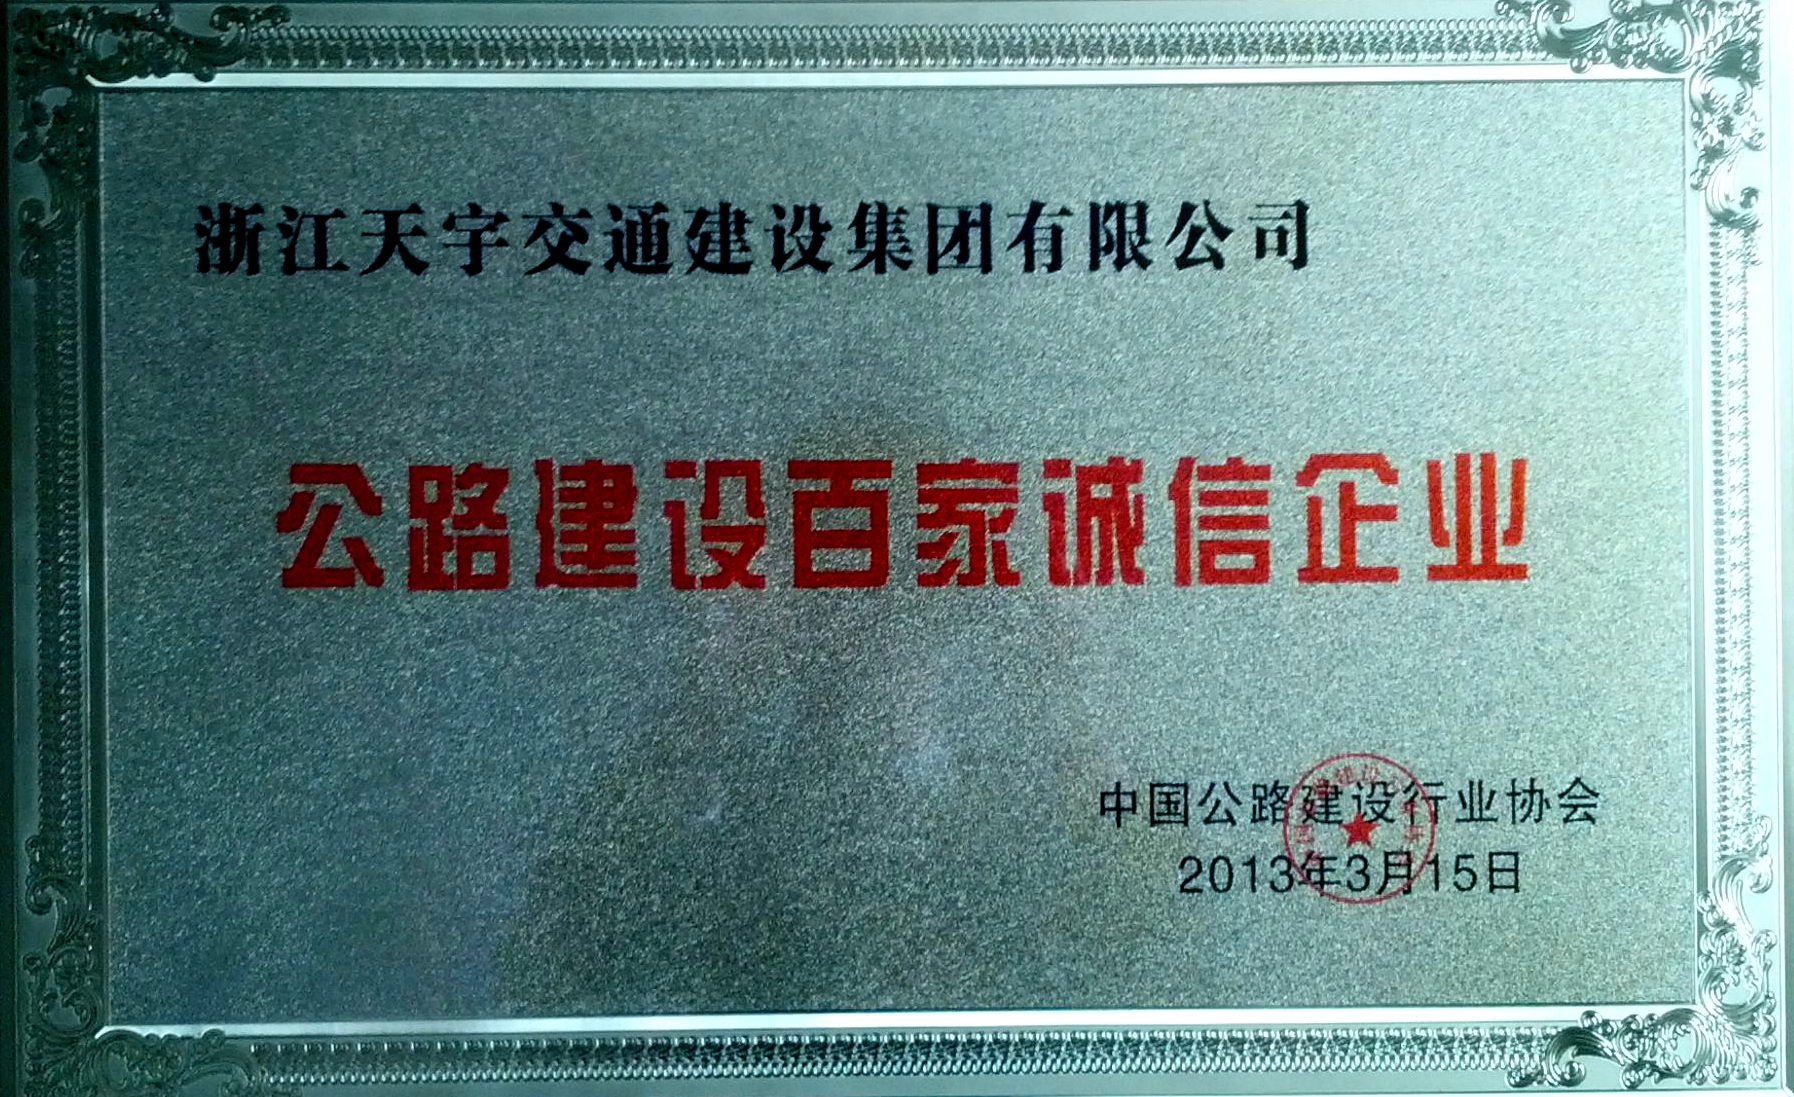 浙江天宇交通建设集团有限公司
公路建设百家诚信企业
中国公路建设行业协会
2013年3月15日